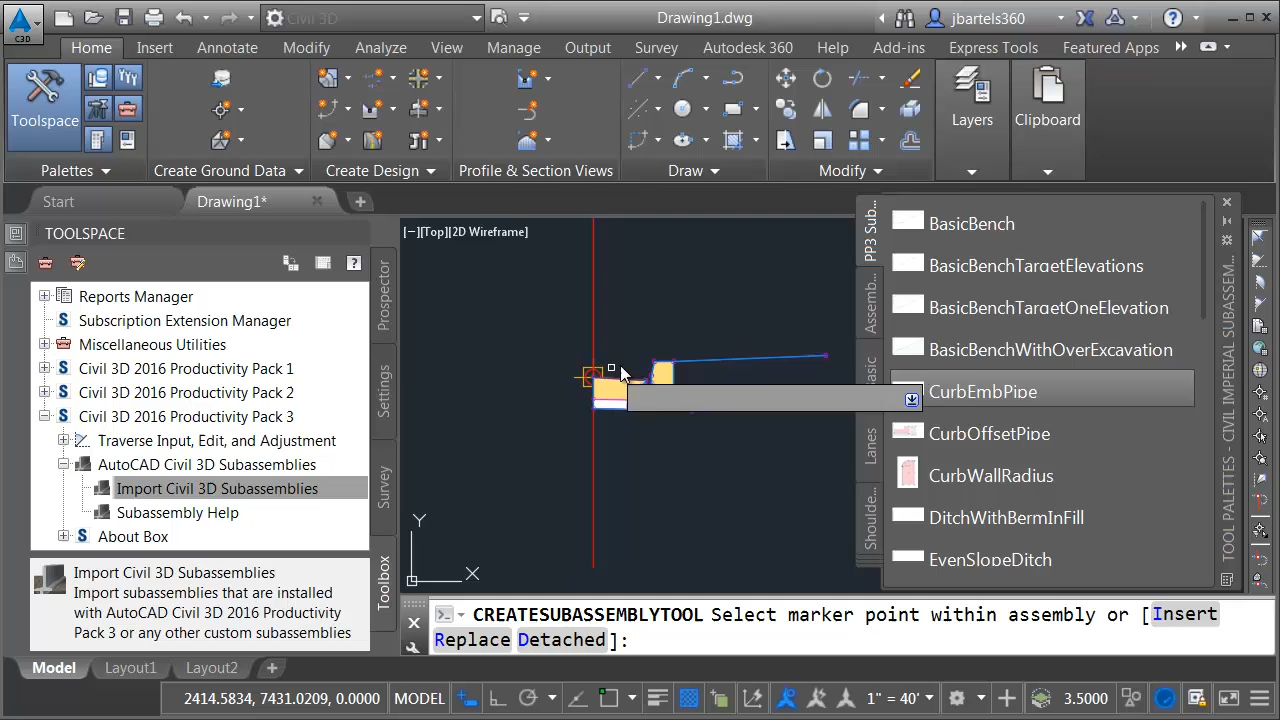 C3D
Civil 3D
Drawing1.dwg
jbartels360
Home Insert Annotate Modify Analyze View Manage Output Survey Autodesk 360 Help Add-ins Express Tools Featured Apps
Toolspace
Layers
Clipboard
Palettes
Create Ground Data
Create Design
Profile & Section Views
Draw
Modify
Start
Drawing1*
TOOLSPACE
Reports Manager
Subscription Extension Manager
Miscellaneous Utilities
Civil 3D 2016 Productivity Pack 1
Civil 3D 2016 Productivity Pack 2
Civil 3D 2016 Productivity Pack 3
Traverse Input, Edit, and Adjustment
AutoCAD Civil 3D Subassemblies
Import Civil 3D Subassemblies
Subassembly Help
About Box
Import Civil 3D Subassemblies
Import subassemblies that are installed
with AutoCAD Civil 3D 2016 Productivity
Pack 3 or any other custom subassemblies
Prospector
Settings
Survey
Toolbox
[−][Top][2D Wireframe]
Y
X
PP3 Sub...
Assemb...
Basic
Lanes
Shoulde...
BasicBench
BasicBenchTargetElevations
BasicBenchTargetOneElevation
BasicBenchWithOverExcavation
CurbEmbPipe
CurbOffsetPipe
CurbWallRadius
DitchWithBermInFill
EvenSlopeDitch
TOOL PALETTES - CIVIL IMPERIAL SUBASSEM...
CREATESUBASSEMBLYTOOL Select marker point within assembly or [Insert
Replace Detached]:
Model Layout1 Layout2
2414.5834, 7431.0209, 0.0000 MODEL 1" = 40' 3.5000